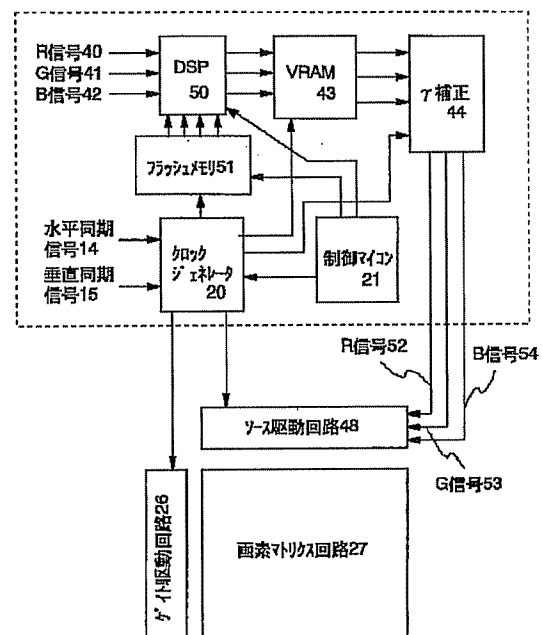 R信号40
G信号41
B信号42
DSP
50
VRAM
43
γ補正
44
フラッシュメモリ51
水平同期
信号14
垂直同期
信号15
クロック
ジェネレータ
20
制御マイコン
21
R信号52
B信号54
ソース駆動回路48
G信号53
ゲイト駆動回路26
画素マトリクス回路27